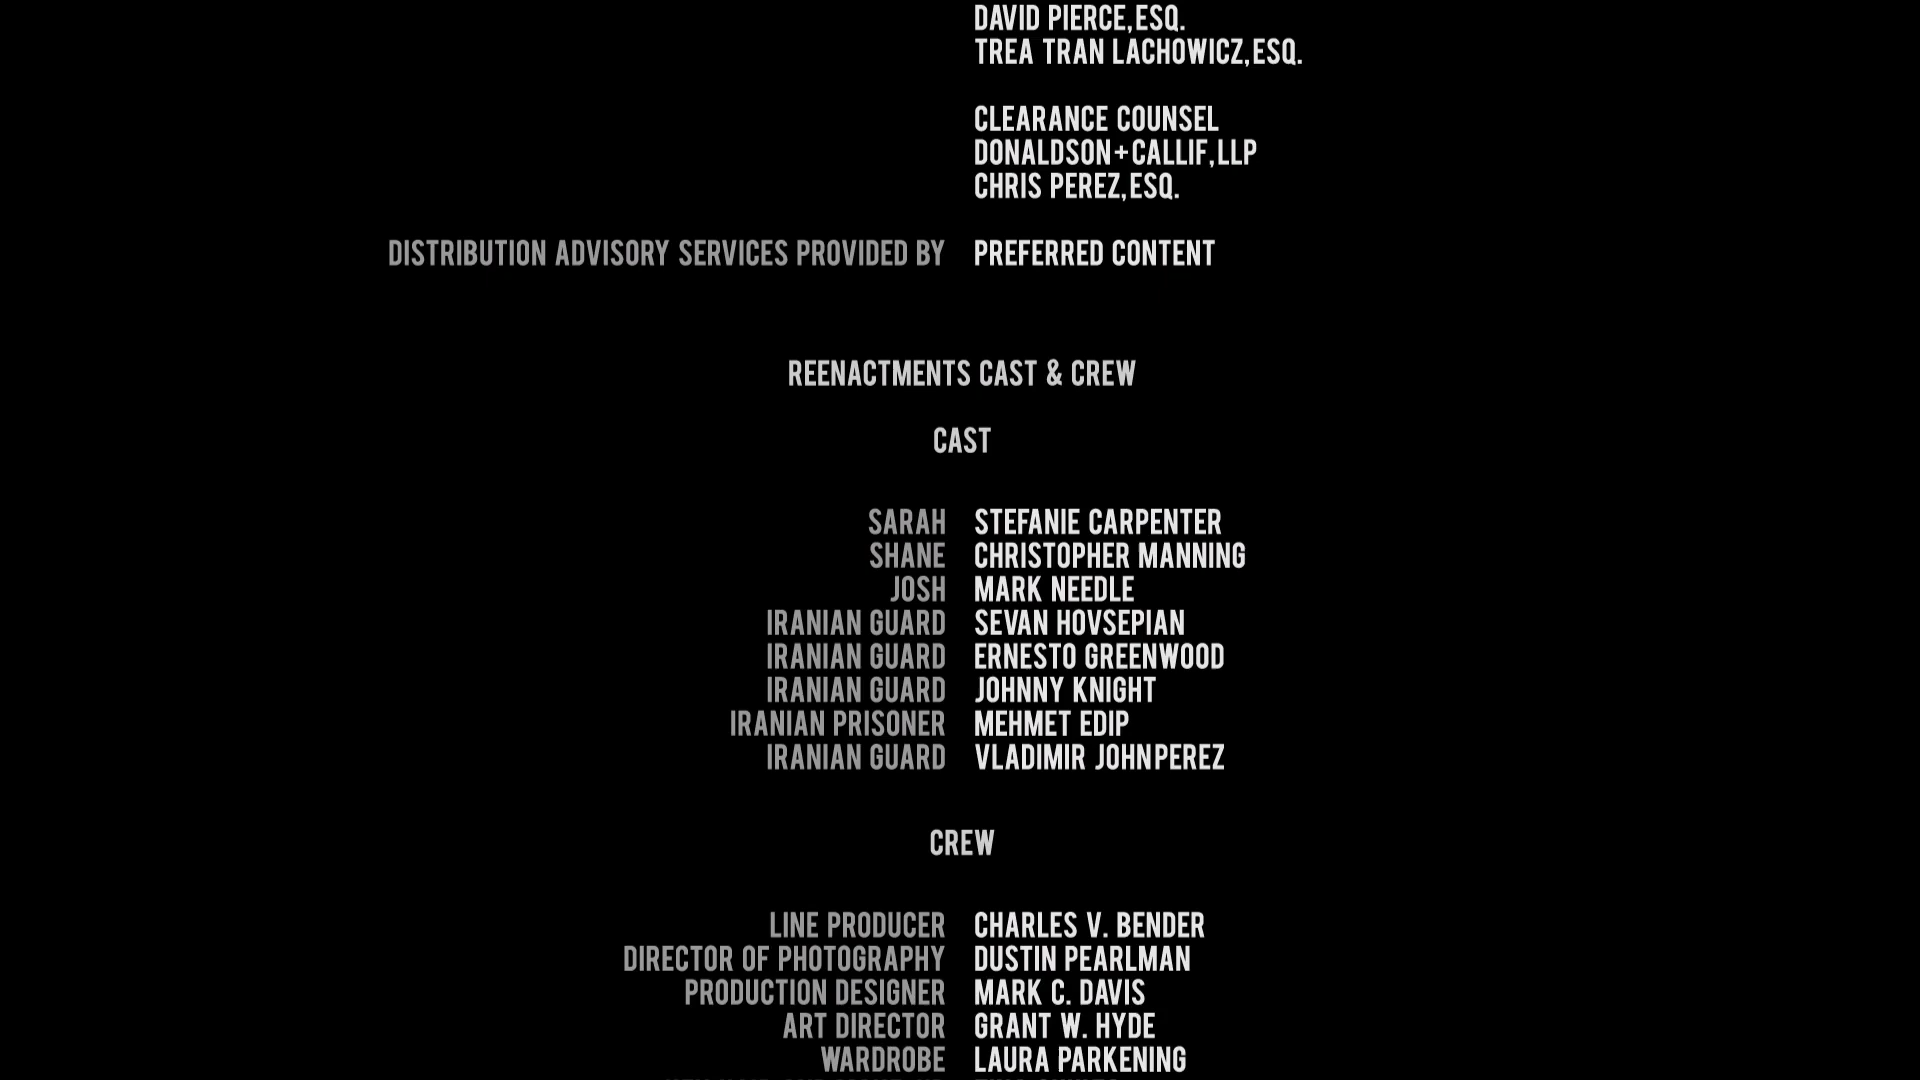 DAVID PIERCE,ESQ.
TREA TRAN LACHOWICZ,ESQ.
CLEARANCE COUNSEL
DONALDSON+CALLIF,LLP
CHRIS PEREZ,ESQ.
DISTRIBUTION ADVISORY SERVICES PROVIDED BY PREFERRED CONTENT
REENACTMENTS CAST & CREW
CAST
SARAH STEFANIE CARPENTER
SHANE CHRISTOPHER MANNING
JOSH MARK NEEDLE
IRANIAN GUARD SEVAN HOVSEPIAN
IRANIAN GUARD ERNESTO GREENWOOD
IRANIAN GUARD JOHNNY KNIGHT
IRANIAN PRISONER MEHMET EDIP
IRANIAN GUARD VLADIMIR JOHNPEREZ
CREW
LINE PRODUCER CHARLES V. BENDER
DIRECTOR OF PHOTOGRAPHY DUSTIN PEARLMAN
PRODUCTION DESIGNER MARK C. DAVIS
ART DIRECTOR GRANT W. HYDE
WARDROBE LAURA PARKENING